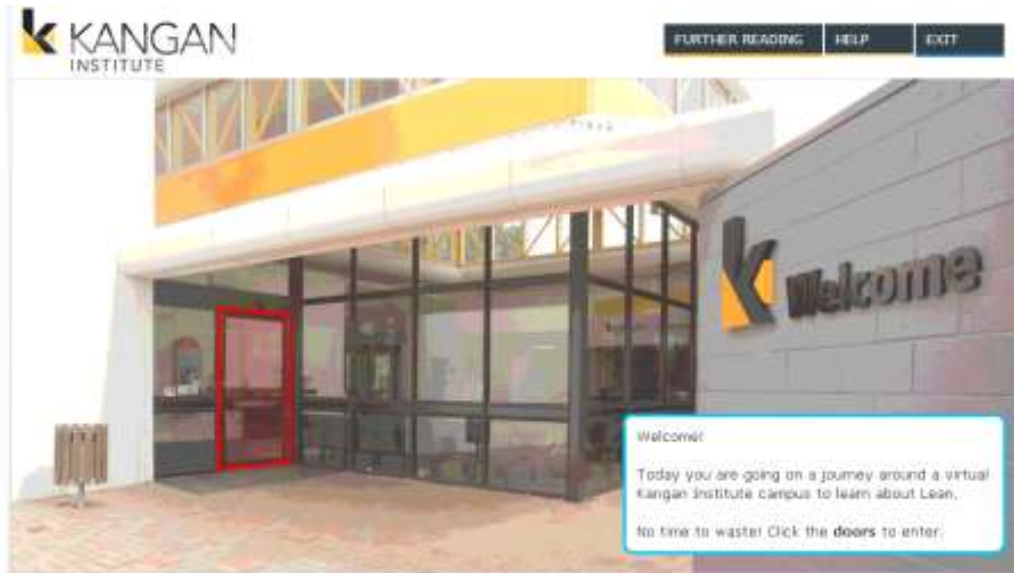 KANGAN
INSTITUTE
FURTHER READING
HELP
EXIT
Welcome
Welcome!
Today you are going on a journey around a virtual
Kangan Institute campus to learn about Lean.
No time to waste! Click the doors to enter.